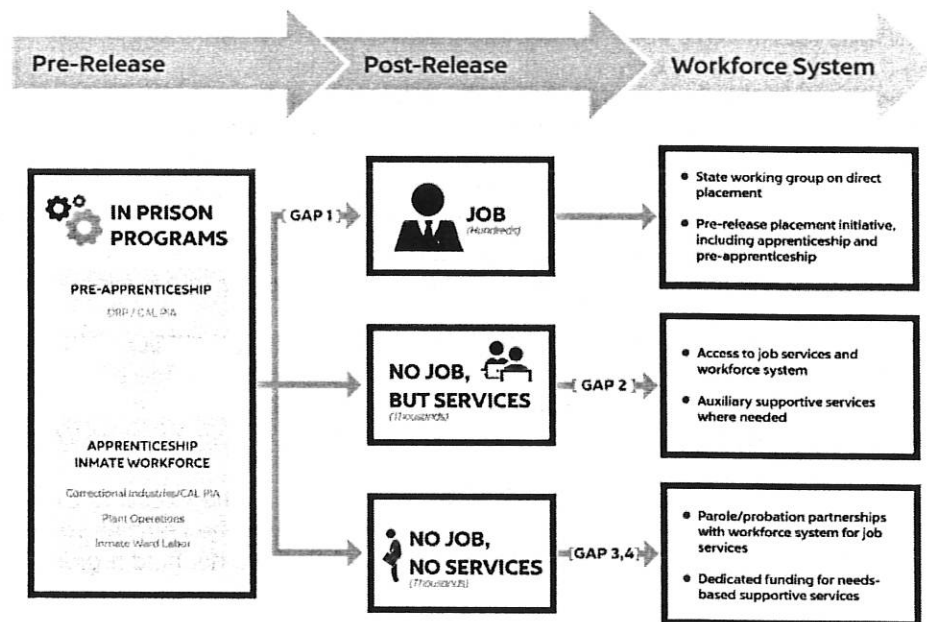 Pre-Release
Post-Release
Workforce System
IN PRISON
PROGRAMS
PRE-APPRENTICESHIP
DRP / CAL PIA
APPRENTICESHIP
INMATE WORKFORCE
Correctional Industries/CAL PIA
Plant Operations
Inmate Ward Labor
[GAP 1]
JOB
(Hundreds)
• State working group on direct
placement
• Pre-release placement initiative,
including apprenticeship and
pre-apprenticeship
NO JOB,
BUT SERVICES
(Thousands)
[GAP 2]
• Access to job services and
workforce system
• Auxiliary supportive services
where needed
NO JOB,
NO SERVICES
(Thousands)
[GAP 3,4]
• Parole/probation partnerships
with workforce system for job
services
• Dedicated funding for needs-
based supportive services